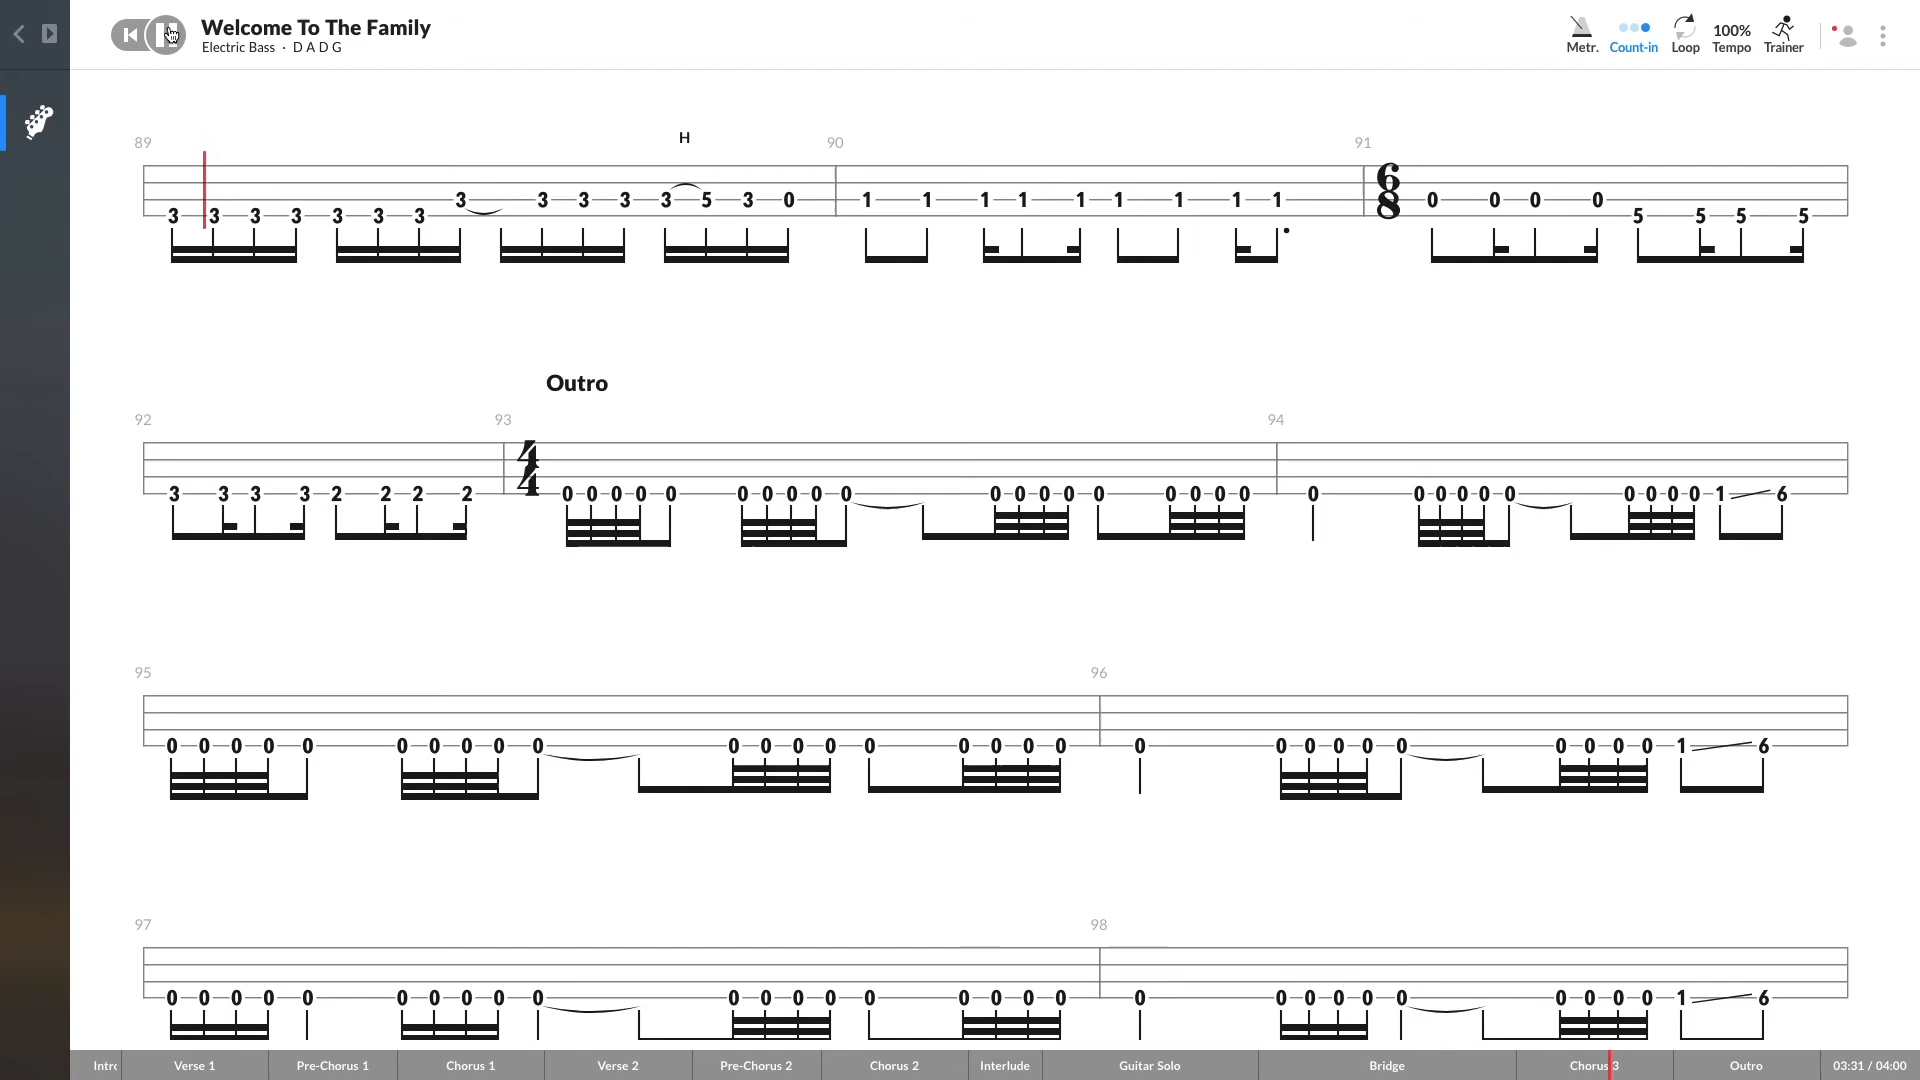 Welcome To The Family
Electric Bass · D A D G
Metr.
Count-in
Loop
100%
Tempo
Trainer
89 H 90 91
3 3 3 3 3 3 3 3 3 3 3 3 5 3 0 1 1 1 1 1 1 1 1 1 6/8 0 0 0 0 5 5 5 5
Outro
92 93 94
3 3 3 3 2 2 2 2 4/4 0 0 0 0 0 0 0 0 0 0 0 0 0 0 0 0 0 0 0 0 0 0 0 0 0 0 0 0 0 1 6
95 96
0 0 0 0 0 0 0 0 0 0 0 0 0 0 0 0 0 0 0 0 0 0 0 0 0 0 0 0 0 1 6
97 98
0 0 0 0 0 0 0 0 0 0 0 0 0 0 0 0 0 0 0 0 0 0 0 0 0 0 0 0 0 1 6
Intro Verse 1 Pre-Chorus 1 Chorus 1 Verse 2 Pre-Chorus 2 Chorus 2 Interlude Guitar Solo Bridge Chorus 3 Outro 03:31 / 04:00